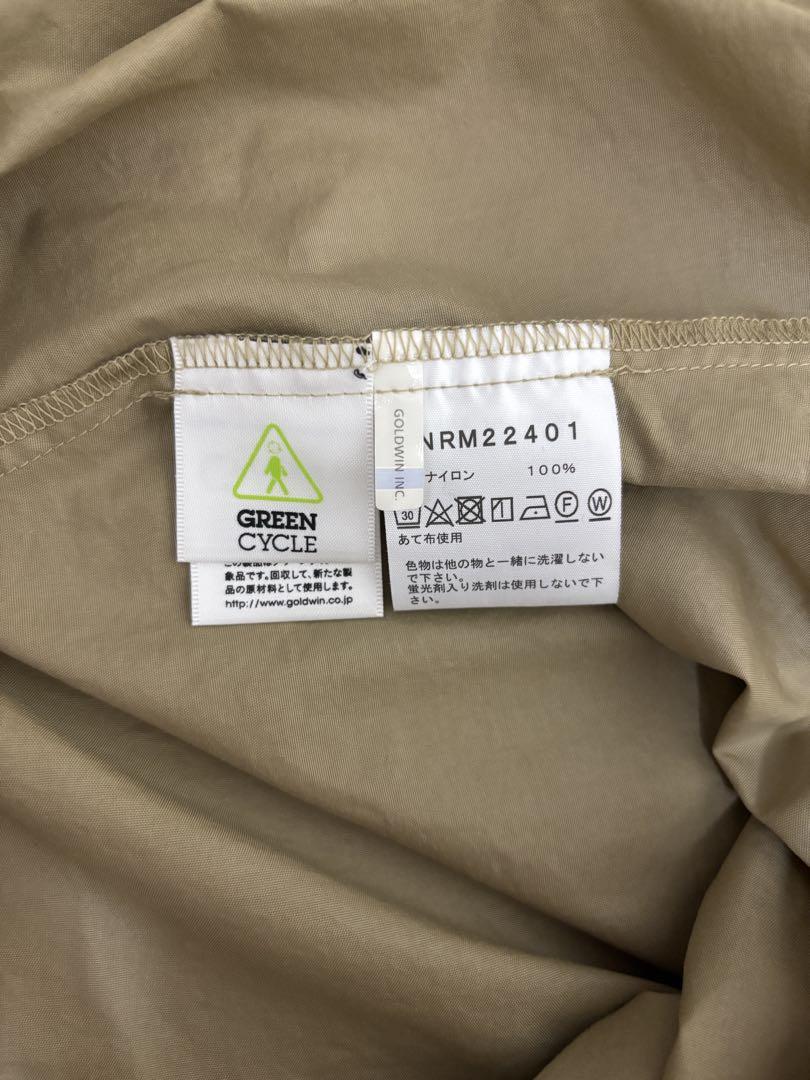 GREEN
CYCLE
象品です。回収して、新たな製
品の原材料として使用します。
http://www.goldwin.co.jp
GOLDWIN INC.
NRM22401
ナイロン 100%
30
F
W
あて布使用
色物は他の物と一緒に洗濯しない
で下さい。
蛍光剤入り洗剤は使用しないで下
さい。